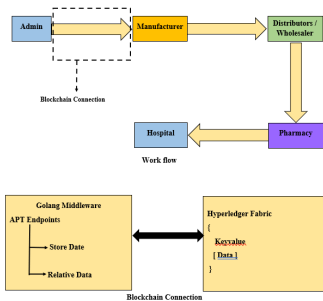 Admin
Manufacturer
Distributors /
Wholesaler
Blockchain Connection
Hospital
Pharmacy
Work flow
Golang Middleware
APT Endpoints
Store Date
Relative Data
Hyperledger Fabric
{
Keyvalue
[ Data ]
}
Blockchain Connection